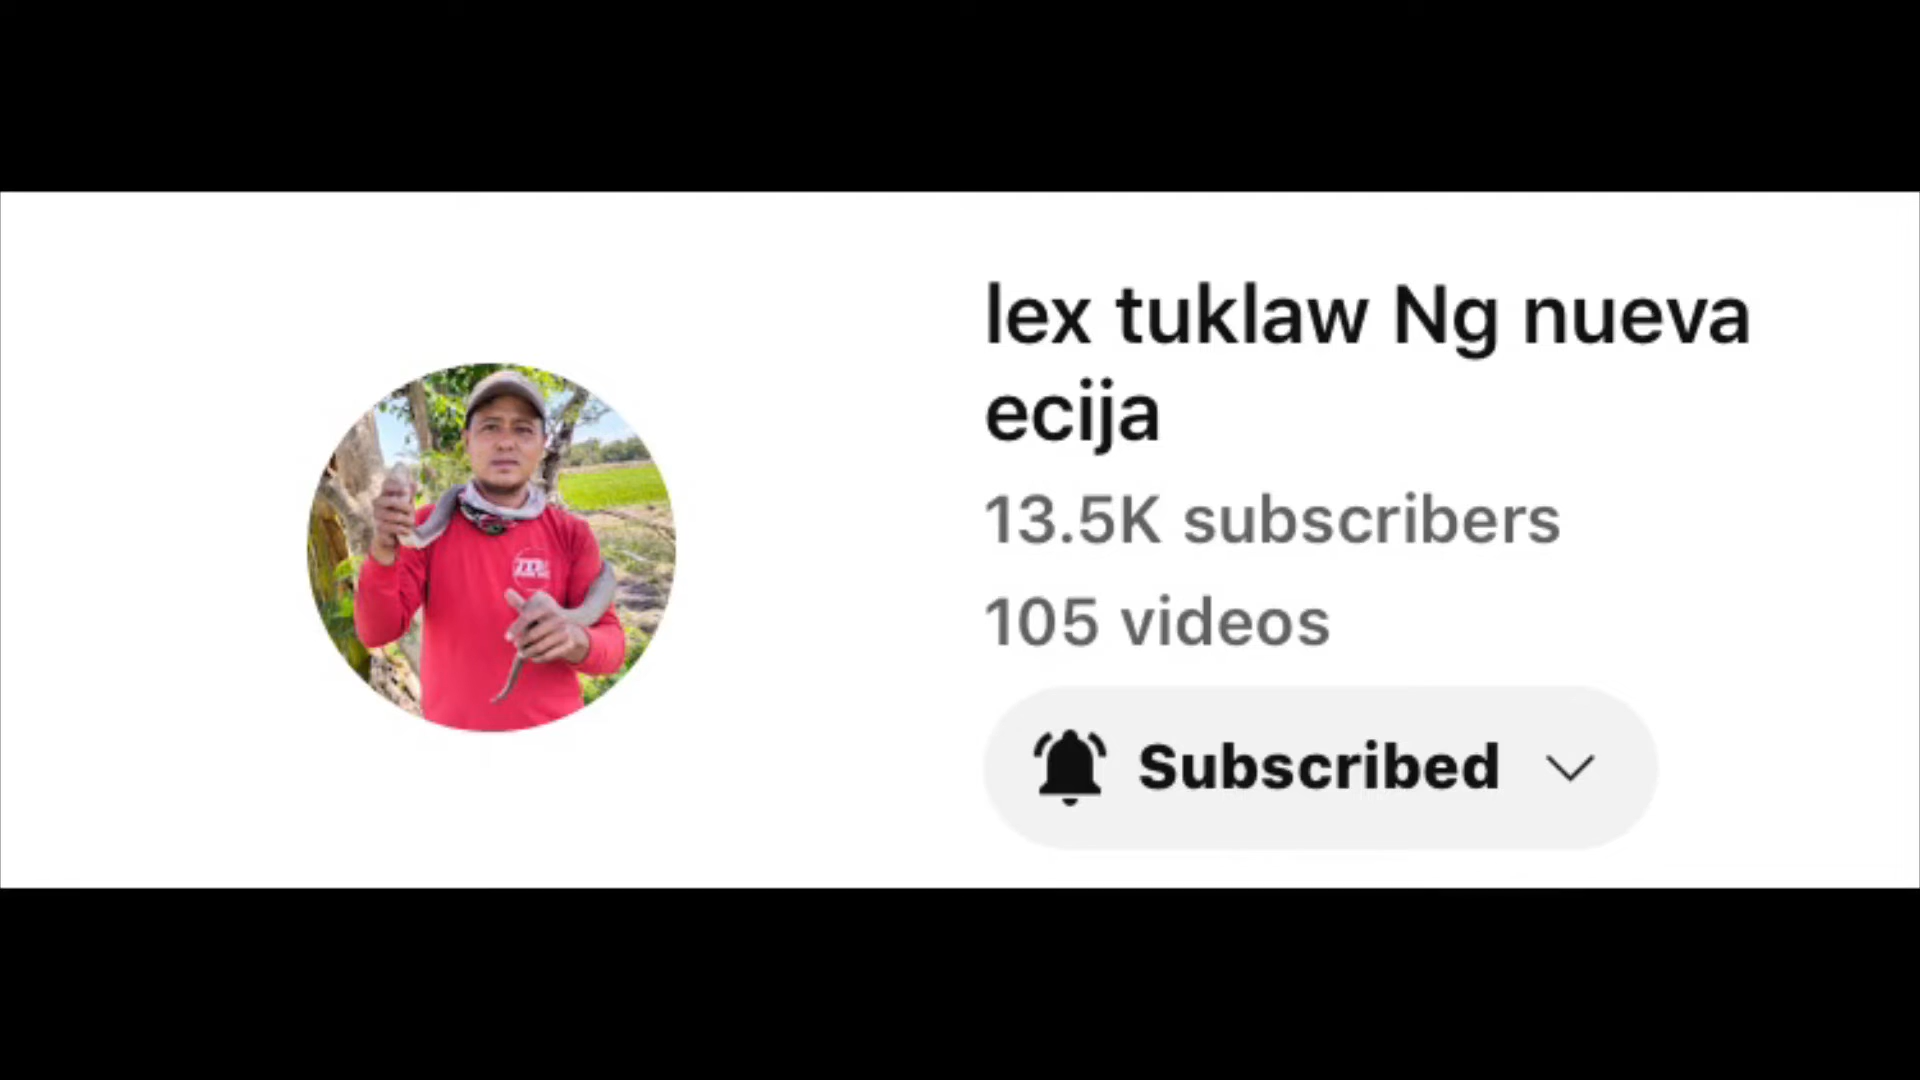 lex tuklaw Ng nueva
ecija
13.5K subscribers
105 videos
Subscribed